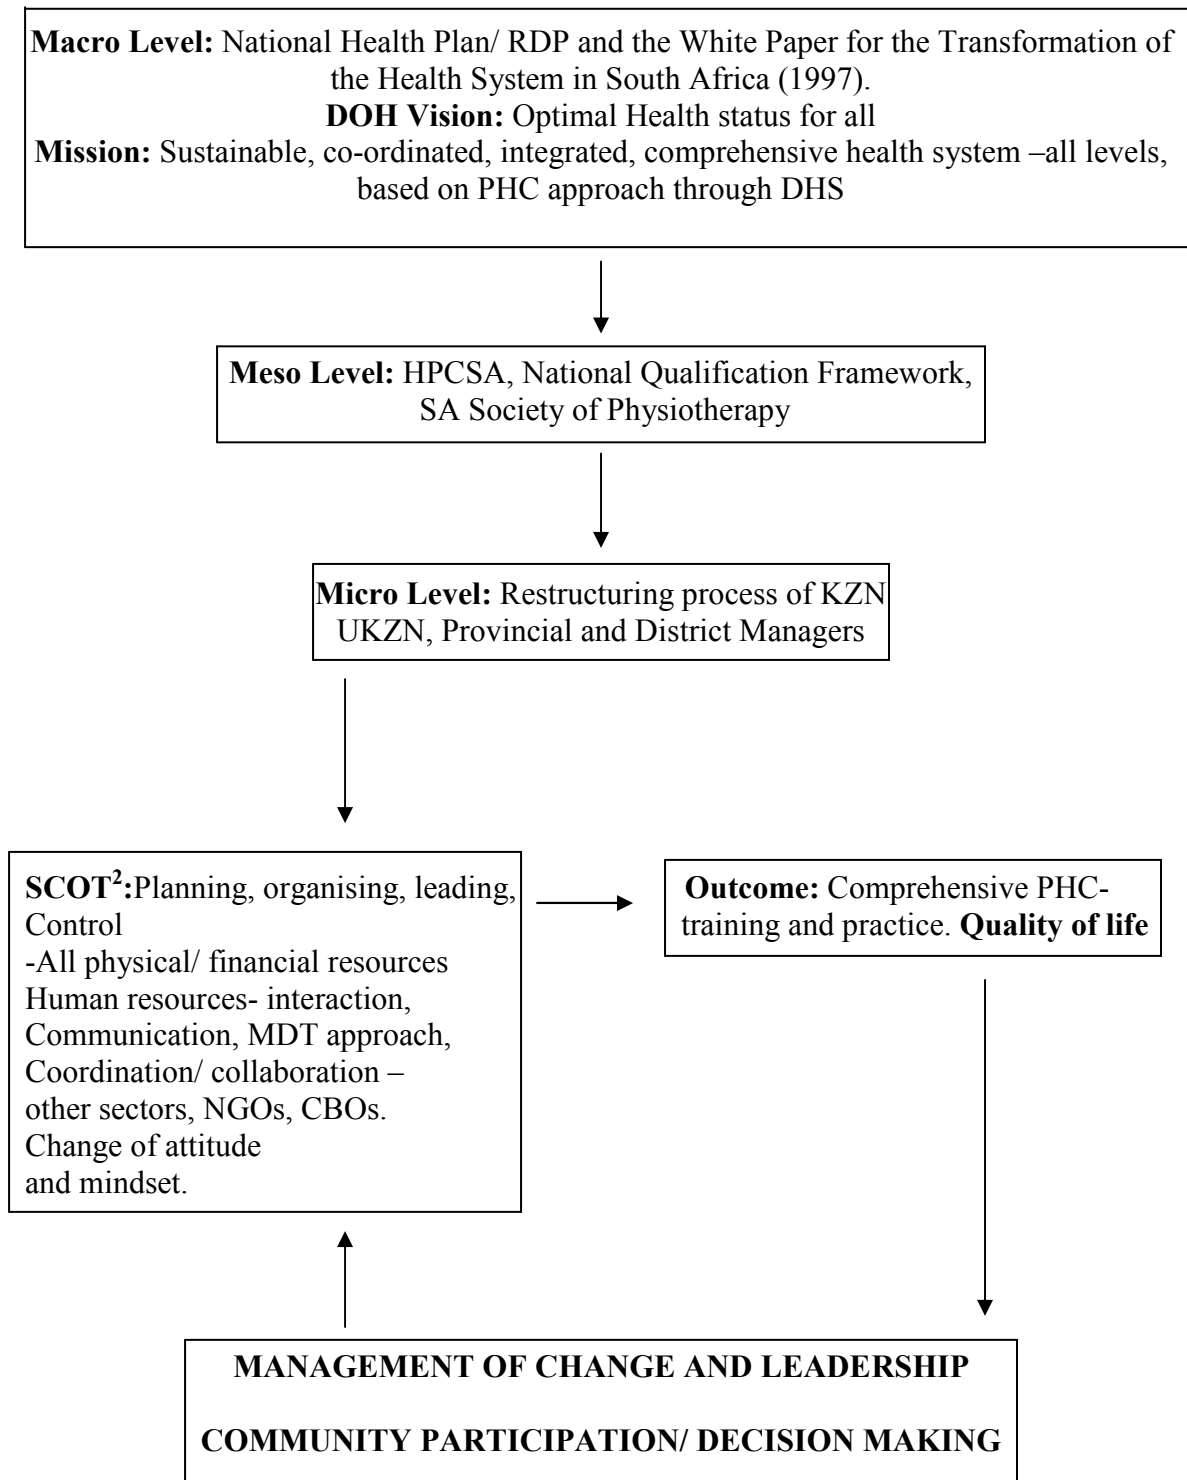 Macro Level: National Health Plan/ RDP and the White Paper for the Transformation of
the Health System in South Africa (1997).
DOH Vision: Optimal Health status for all
Mission: Sustainable, co-ordinated, integrated, comprehensive health system –all levels,
based on PHC approach through DHS
Meso Level: HPCSA, National Qualification Framework,
SA Society of Physiotherapy
Micro Level: Restructuring process of KZN
UKZN, Provincial and District Managers
SCOT²:Planning, organising, leading,
Control
-All physical/ financial resources
Human resources- interaction,
Communication, MDT approach,
Coordination/ collaboration –
other sectors, NGOs, CBOs.
Change of attitude
and mindset.
Outcome: Comprehensive PHC-
training and practice. Quality of life
MANAGEMENT OF CHANGE AND LEADERSHIP
COMMUNITY PARTICIPATION/ DECISION MAKING